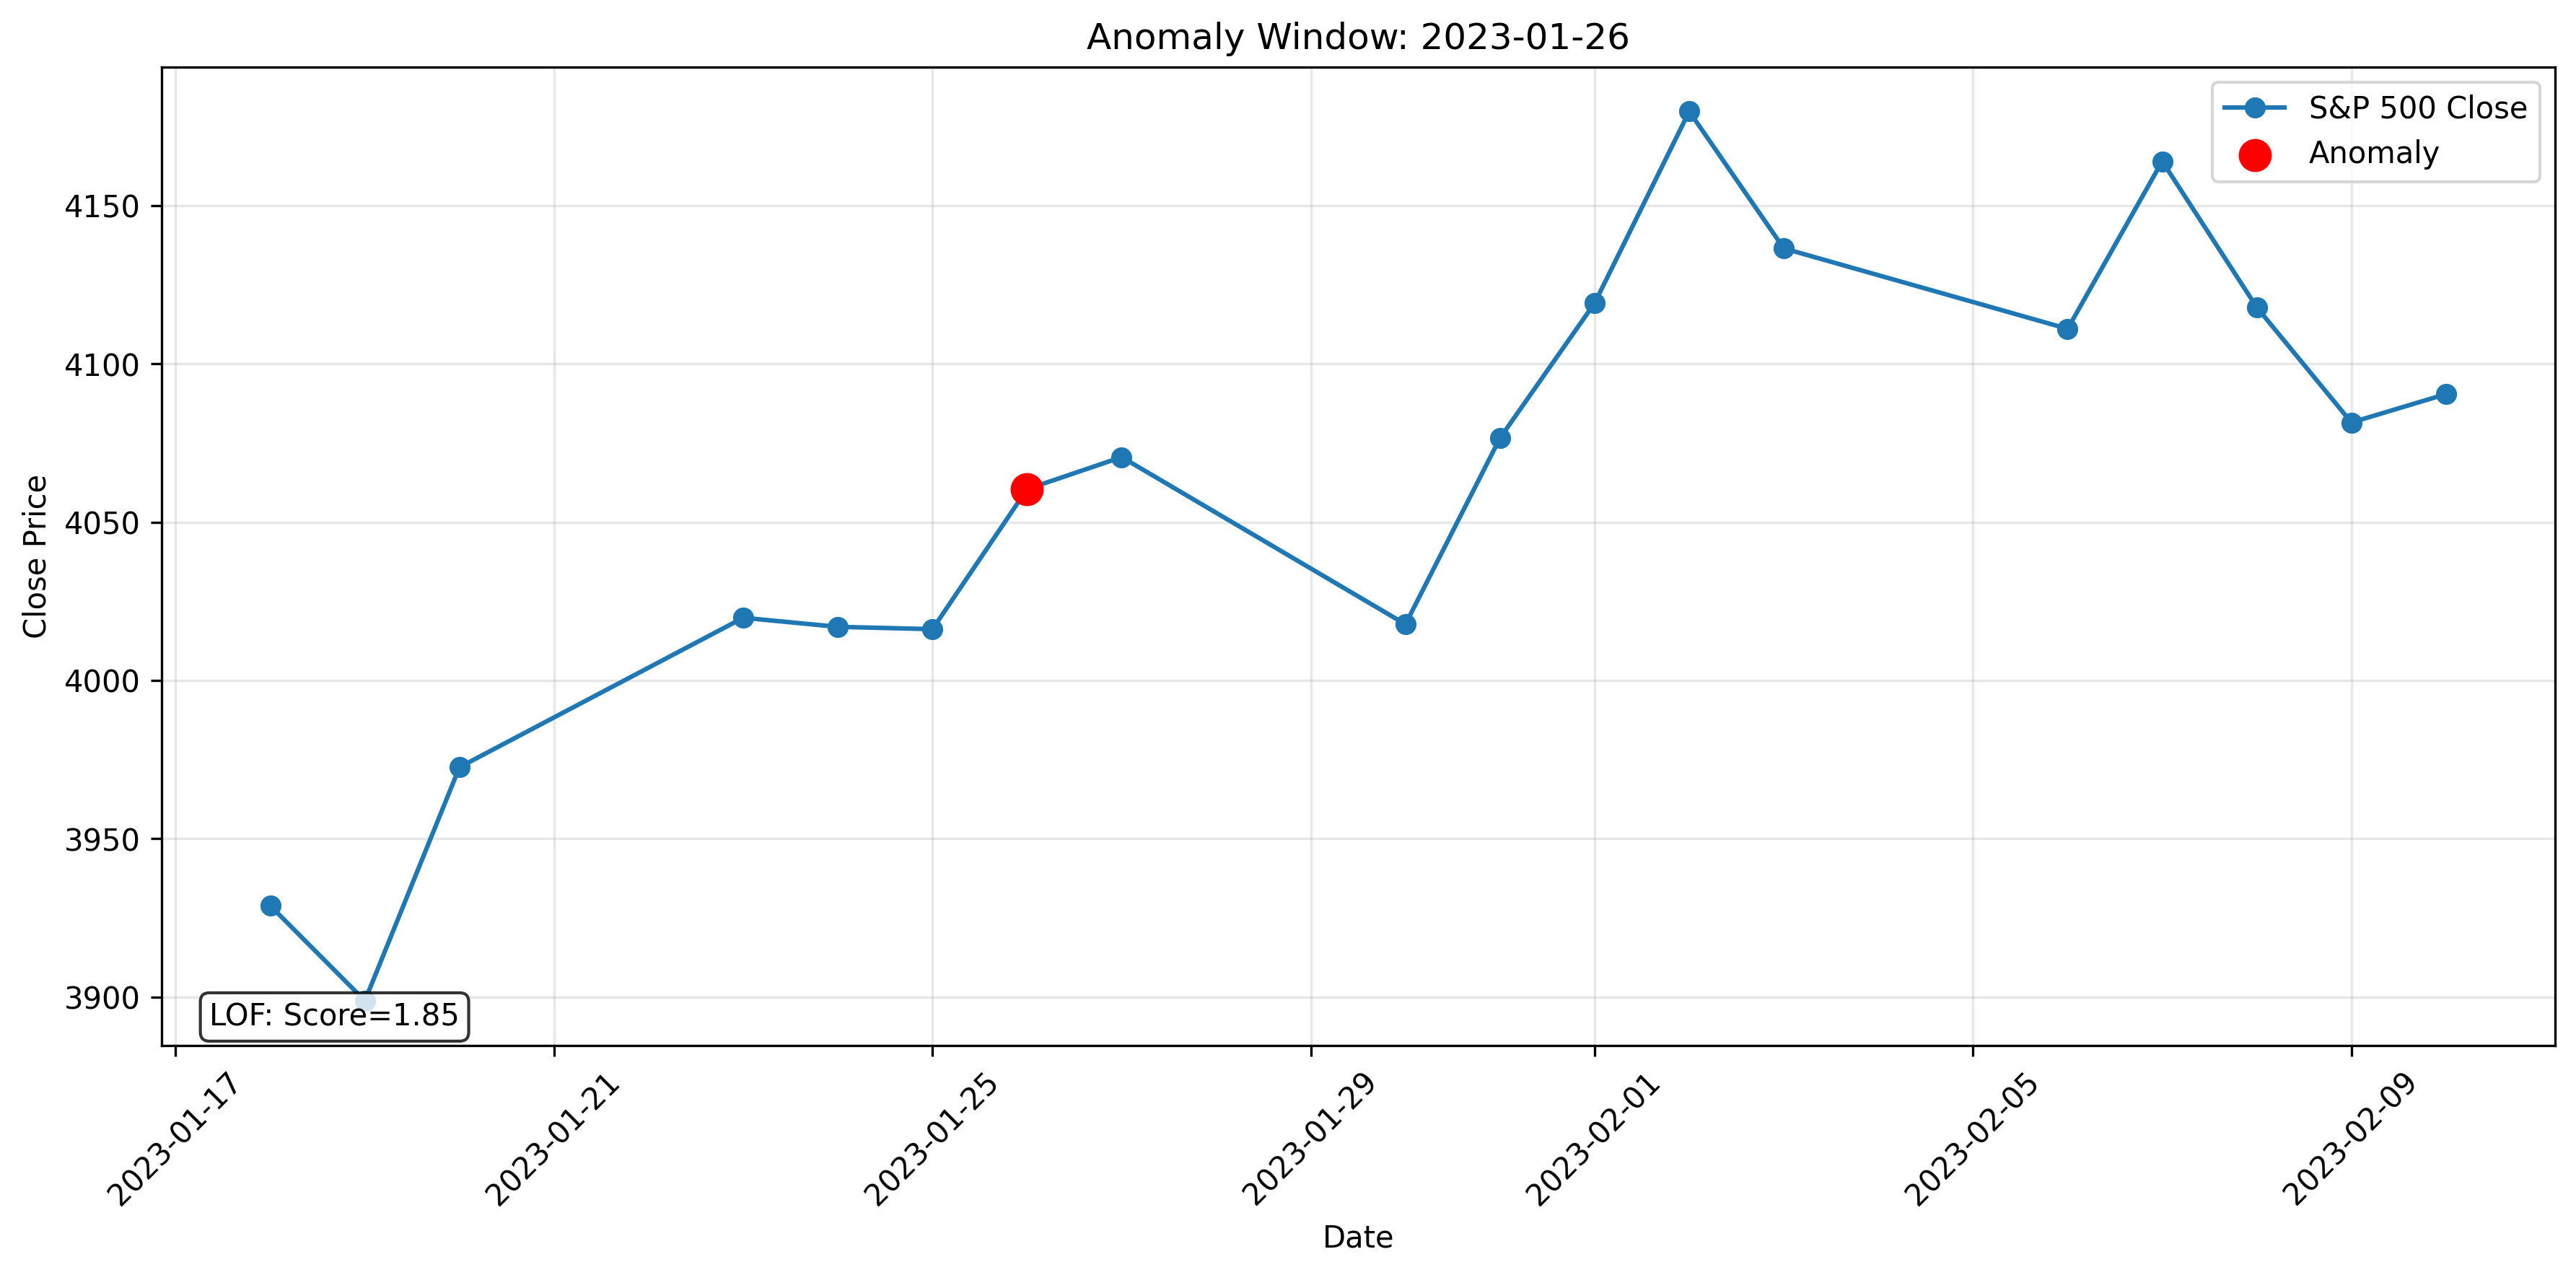 Anomaly Window: 2023-01-26
S&P 500 Close
Anomaly
Close Price
4150
4100
4050
4000
3950
3900
LOF: Score=1.85
2023-01-17
2023-01-21
2023-01-25
2023-01-29
2023-02-01
2023-02-05
2023-02-09
Date